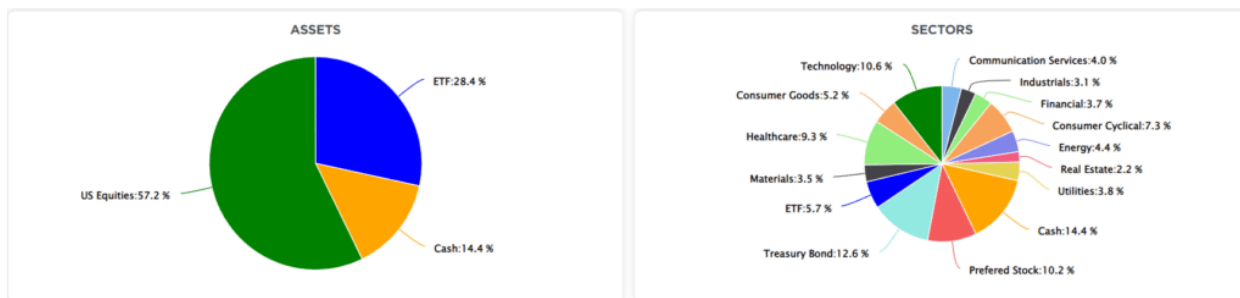 ASSETS
ETF:28.4 %
US Equities:57.2 %
Cash:14.4 %
SECTORS
Communication Services:4.0 %
Technology:10.6 %
Industrials:3.1 %
Consumer Goods:5.2 %
Financial:3.7 %
Consumer Cyclical:7.3 %
Healthcare:9.3 %
Energy:4.4 %
Real Estate:2.2 %
Materials:3.5 %
Utilities:3.8 %
ETF:5.7 %
Cash:14.4 %
Treasury Bond:12.6 %
Prefered Stock:10.2 %